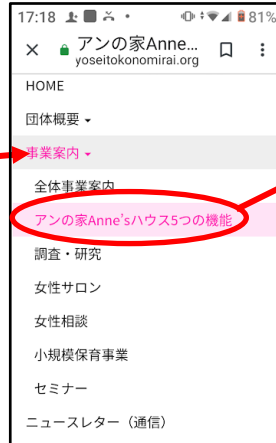 17:18 81%
アンの家Anne...
yoseitokonomirai.org
HOME
団体概要
事業案内
全体事業案内
アンの家Anne'sハウス5つの機能
調査・研究
女性サロン
女性相談
小規模保育事業
セミナー
ニュースレター（通信）